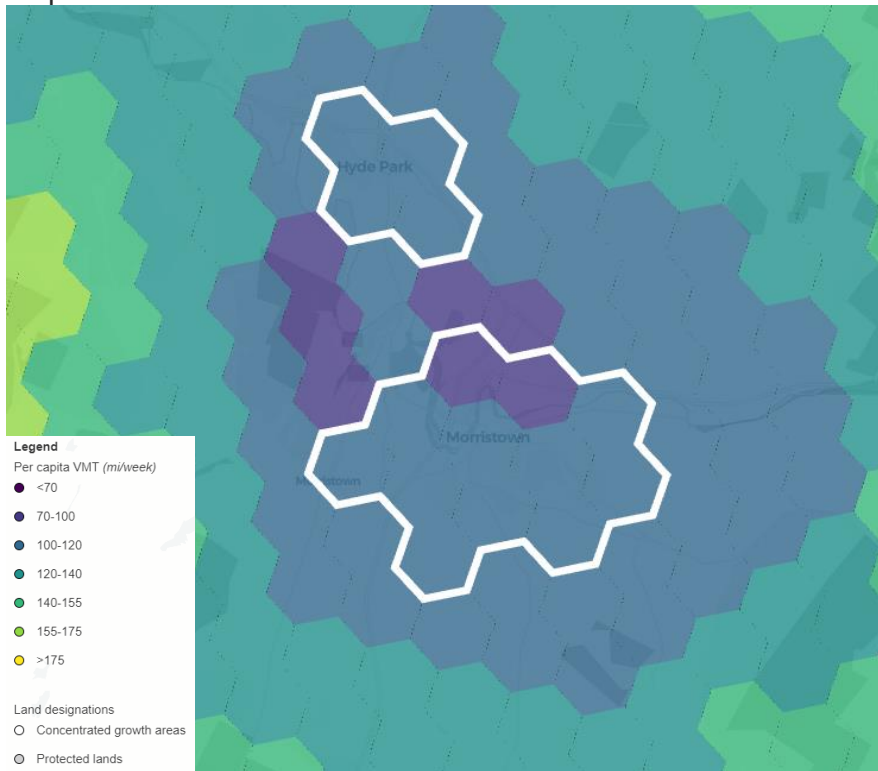 Hyde Park
Morristown
Morristown
Legend
Per capita VMT (mi/week)
<70
70-100
100-120
120-140
140-155
155-175
>175
Land designations
Concentrated growth areas
Protected lands